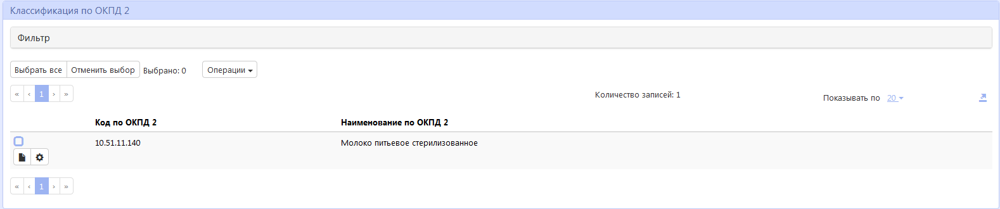 Классификация по ОКПД 2
Фильтр
Выбрать все Отменить выбор Выбрано: 0 Операции
« ‹ 1 › » Количество записей: 1 Показывать по 20
Код по ОКПД 2 Наименование по ОКПД 2
10.51.11.140 Молоко питьевое стерилизованное
« ‹ 1 › »